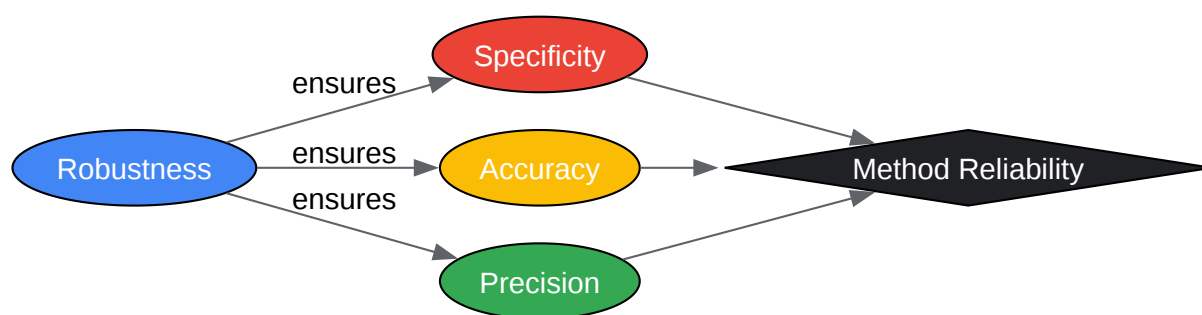 Specificity
ensures
Robustness
ensures
Accuracy
Method Reliability
ensures
Precision